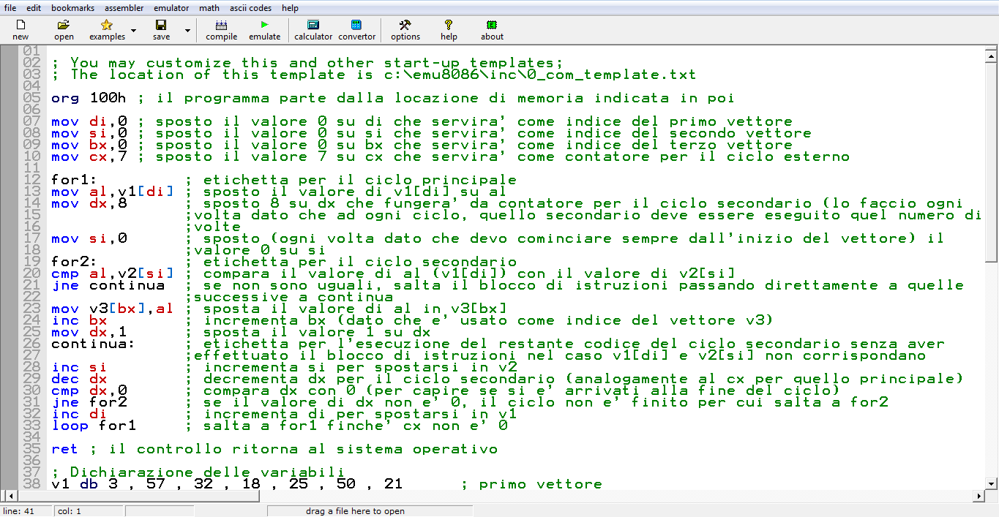 file edit bookmarks assembler emulator math ascii codes help
new open examples save compile emulate calculator convertor options help about
01
02 ; You may customize this and other start-up templates;
03 ; The location of this template is c:\emu8086\inc\0_com_template.txt
04
05 org 100h ; il programma parte dalla locazione di memoria indicata in poi
06
07 mov di,0 ; sposto il valore 0 su di che servira' come indice del primo vettore
08 mov si,0 ; sposto il valore 0 su si che servira' come indice del secondo vettore
09 mov bx,0 ; sposto il valore 0 su bx che servira' come indice del terzo vettore
10 mov cx,7 ; sposto il valore 7 su cx che servira' come contatore per il ciclo esterno
11
12 for1: ; etichetta per il ciclo principale
13 mov al,v1[di] ; sposto il valore di v1[di] su al
14 mov dx,8 ; sposto 8 su dx che fungera' da contatore per il ciclo secondario (lo faccio ogni
15 ;volta dato che ad ogni ciclo, quello secondario deve essere eseguito quel numero di
16 ;volte
17 mov si,0 ; sposto (ogni volta dato che devo cominciare sempre dall'inizio del vettore) il
18 ;valore 0 su si
19 for2: ; etichetta per il ciclo secondario
20 cmp al,v2[si] ; compara il valore di al (v1[di]) con il valore di v2[si]
21 jne continua ; se non sono uguali, salta il blocco di istruzioni passando direttamente a quelle
22 ;successive a continua
23 mov v3[bx],al ; sposta il valore di al in v3[bx]
24 inc bx ; incrementa bx (dato che e' usato come indice del vettore v3)
25 mov dx,1 ; sposta il valore 1 su dx
26 continua: ; etichetta per l'esecuzione del restante codice del ciclo secondario senza aver
27 ;effettuato il blocco di istruzioni nel caso v1[di] e v2[si] non corrispondano
28 inc si ; incrementa si per spostarsi in v2
29 dec dx ; decrementa dx per il ciclo secondario (analogamente al cx per quello principale)
30 cmp dx,0 ; compara dx con 0 (per capire se si e' arrivati alla fine del ciclo)
31 jne for2 ; se il valore di dx non e' 0, il ciclo non e' finito per cui salta a for2
32 inc di ; incrementa di per spostarsi in v1
33 loop for1 ; salta a for1 finche' cx non e' 0
34
35 ret ; il controllo ritorna al sistema operativo
36
37 ; Dichiarazione delle variabili
38 v1 db 3 , 57 , 32 , 18 , 25 , 50 , 21 ; primo vettore
line: 41 col: 1 drag a file here to open